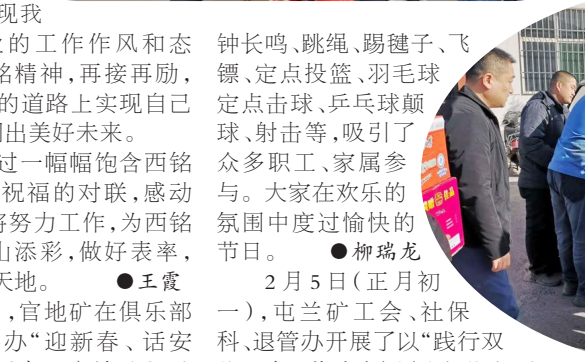 现我
的工作作风和态
铭精神,再接再励,
的道路上实现自己
出美好未来。
过一幅幅饱含西铭
祝福的对联,感动
将努力工作,为西铭
山添彩,做好表率,
天地。 ●王霞
,官地矿在俱乐部
办“迎新春、话安
钟长鸣、跳绳、踢毽子、飞
镖、定点投篮、羽毛球
定点击球、乒乓球颠
球、射击等,吸引了
众多职工、家属参
与。大家在欢乐的
氛围中度过愉快的
节日。 ●柳瑞龙
2月5日(正月初
一),屯兰矿工会、社保
科、退管办开展了以“践行双